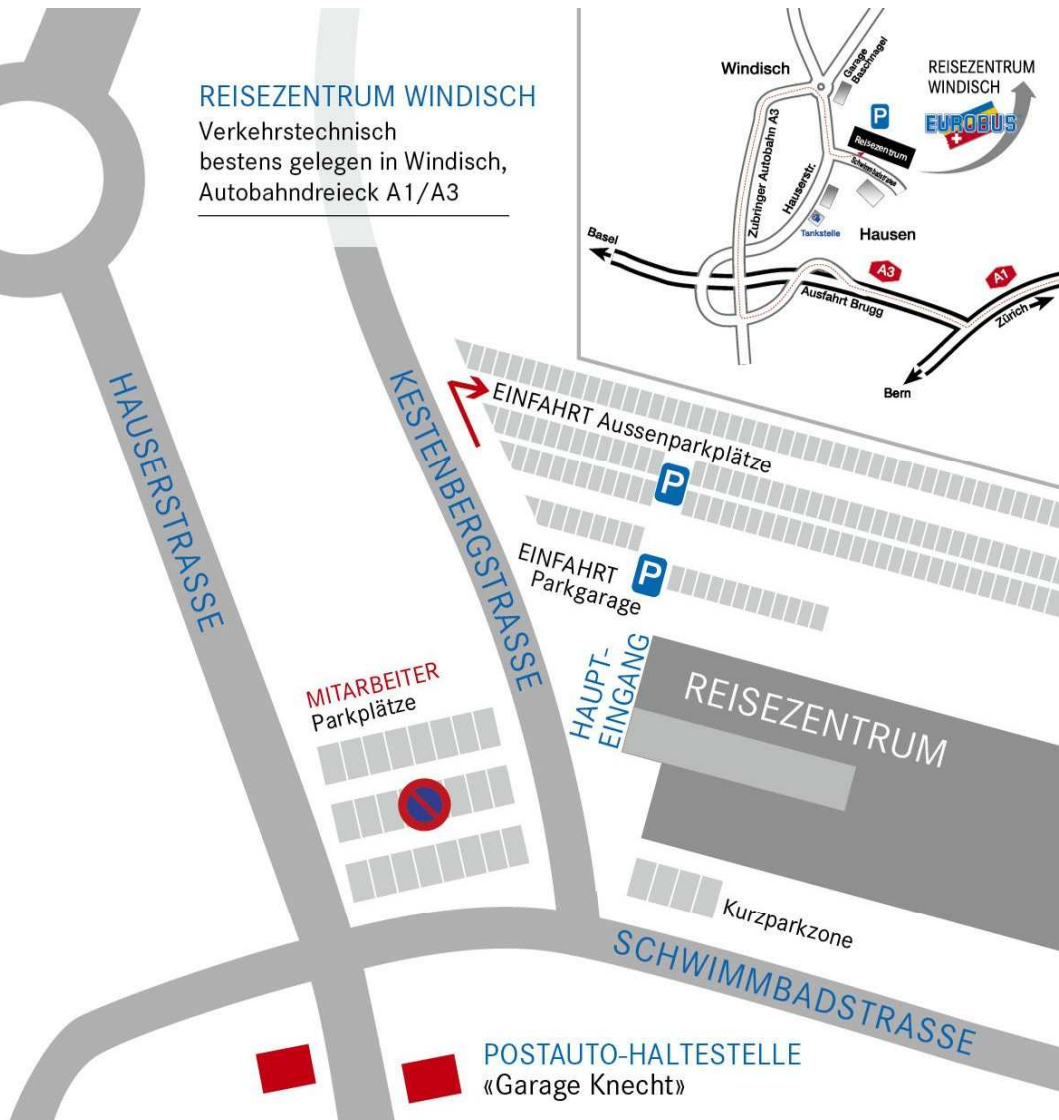 REISEZENTRUM WINDISCH
Verkehrstechnisch
bestens gelegen in Windisch,
Autobahndreieck A1/A3
Windisch
Garage
Baschnagel
REISEZENTRUM
WINDISCH
EUROBUS
P
Reisezentrum
Schwimmbadstrasse
Zubringer Autobahn A3
Hauserstr.
Tankstelle
Hausen
Basel
A3
A1
Ausfahrt Brugg
Zürich
Bern
HAUSERSTRASSE
KESTENBERGSTRASSE
EINFAHRT Aussenparkplätze
P
EINFAHRT
Parkgarage
P
HAUPT-
EINGANG
REISEZENTRUM
MITARBEITER
Parkplätze
Kurzparkzone
SCHWIMMBADSTRASSE
POSTAUTO-HALTESTELLE
«Garage Knecht»